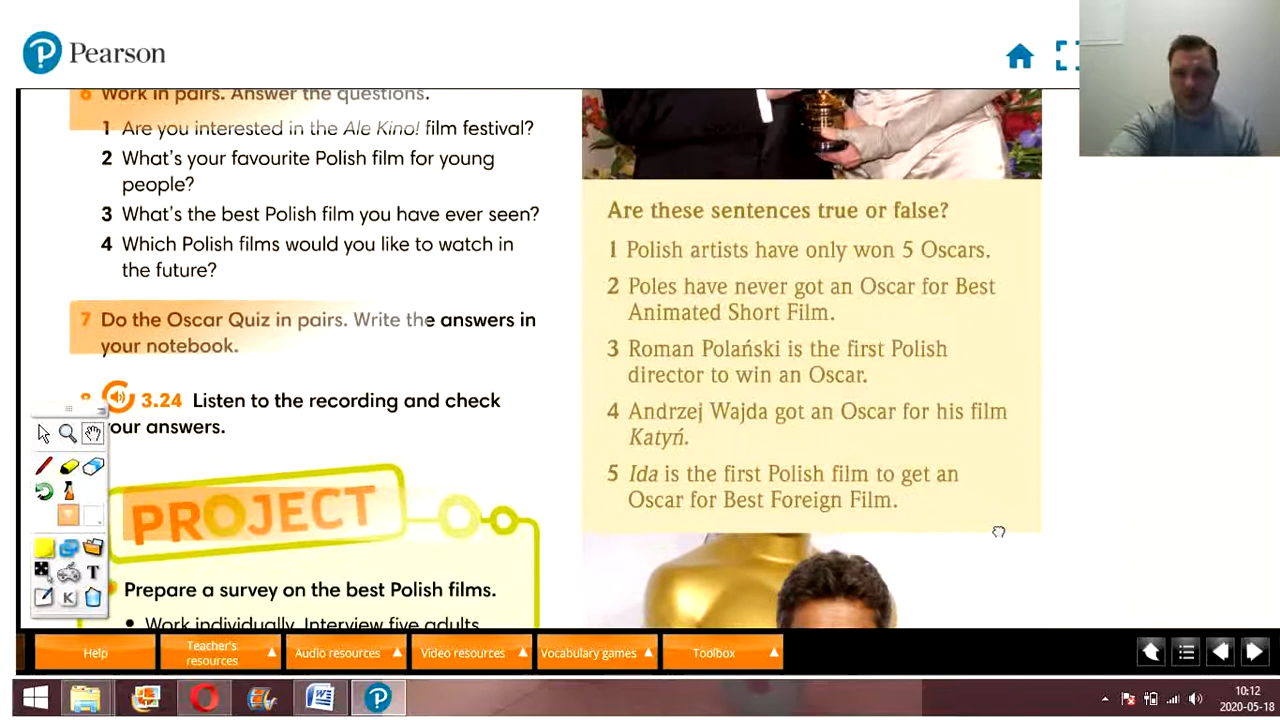 Pearson
6 Work in pairs. Answer the questions.
1 Are you interested in the Ale Kino! film festival?
2 What's your favourite Polish film for young
people?
3 What's the best Polish film you have ever seen?
4 Which Polish films would you like to watch in
the future?
7 Do the Oscar Quiz in pairs. Write the answers in
your notebook.
8 3.24 Listen to the recording and check
your answers.
PROJECT
Prepare a survey on the best Polish films.
• Work individually. Interview five adults
Are these sentences true or false?
1 Polish artists have only won 5 Oscars.
2 Poles have never got an Oscar for Best
Animated Short Film.
3 Roman Polański is the first Polish
director to win an Oscar.
4 Andrzej Wajda got an Oscar for his film
Katyń.
5 Ida is the first Polish film to get an
Oscar for Best Foreign Film.
T
K
Help
Teacher's
resources
Audio resources
Video resources
Vocabulary games
Toolbox
10:12
2020-05-18